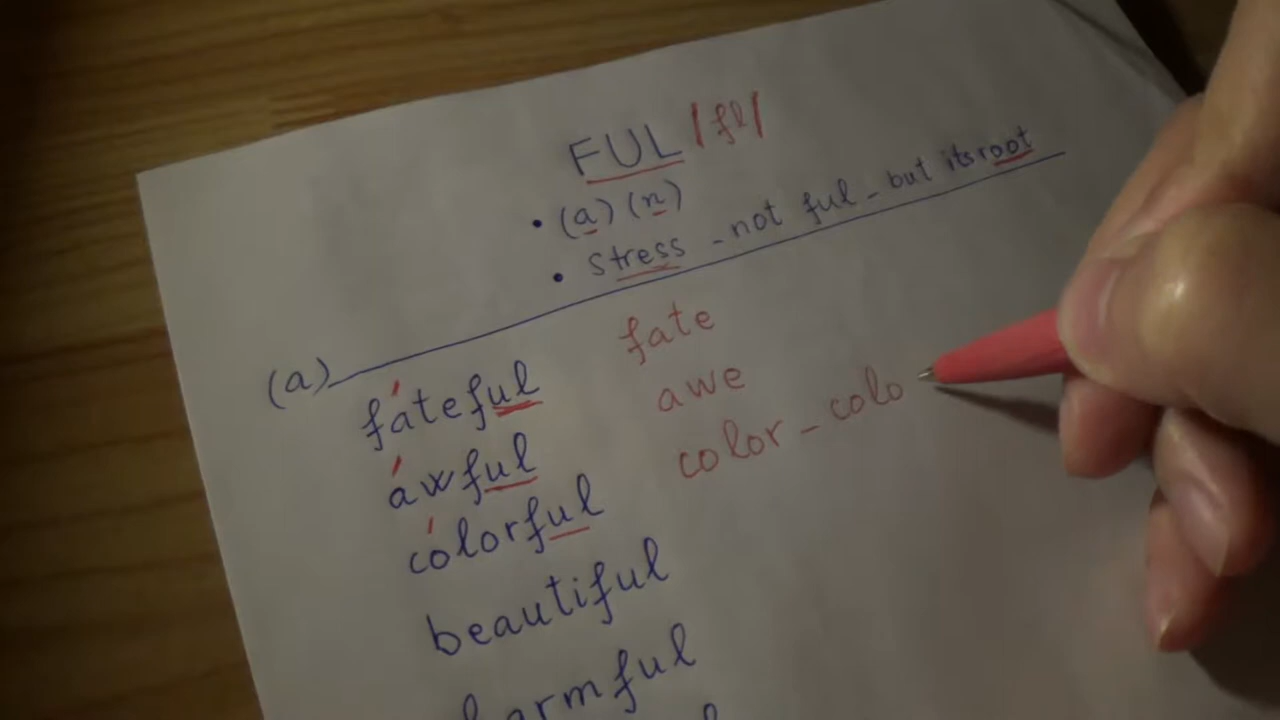 FUL /fl/
• (a) (n)
• stress - not ful - but its root
(a)
fateful fate
awful awe
colorful color - colo
beautiful
harmful